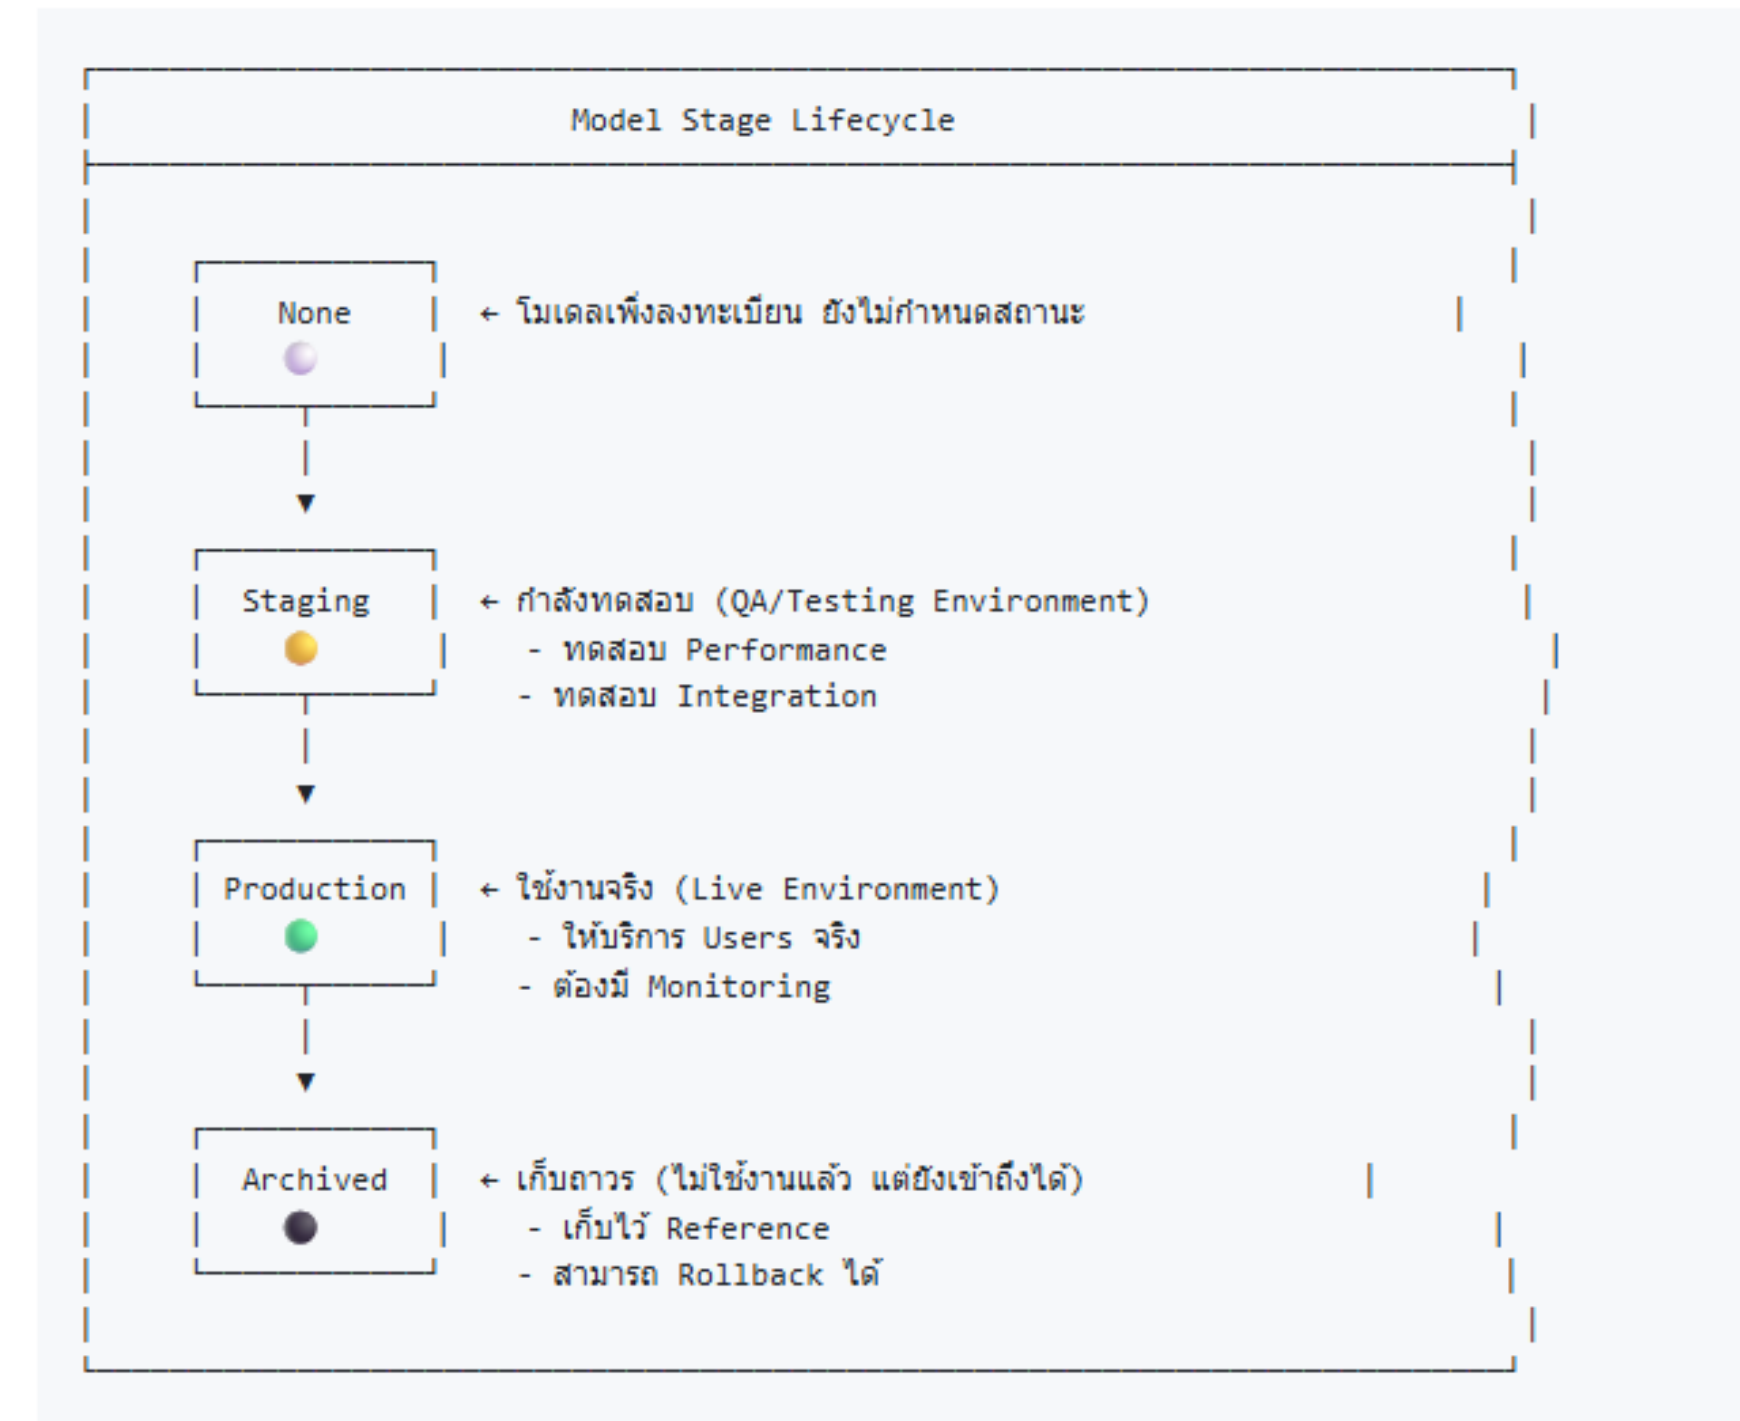 Model Stage Lifecycle
None ← โมเดลเพิ่งลงทะเบียน ยังไม่กำหนดสถานะ
Staging ← กำลังทดสอบ (QA/Testing Environment)
- ทดสอบ Performance
- ทดสอบ Integration
Production ← ใช้งานจริง (Live Environment)
- ให้บริการ Users จริง
- ต้องมี Monitoring
Archived ← เก็บถาวร (ไม่ใช้งานแล้ว แต่ยังเข้าถึงได้)
- เก็บไว้ Reference
- สามารถ Rollback ได้